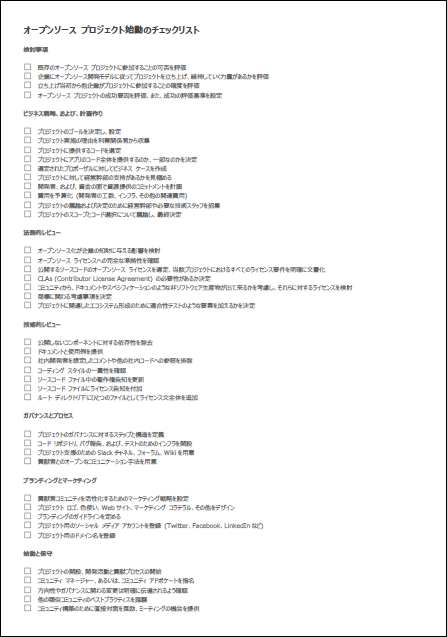 オープンソース プロジェクト始動のチェックリスト
検討事項
既存のオープンソース プロジェクトに参加することの可否を評価
企業にオープンソース開発モデルに従ってプロジェクトを立ち上げ、維持していく力量があるかを評価
立ち上げ当初から他企業がプロジェクトに参加することの確度を評価
オープンソース プロジェクトの成功要因を評価、また、成功の評価基準を設定
ビジネス戦略、および、計画作り
プロジェクトのゴールを決定し、設定
プロジェクト実施の理由を利害関係者から収集
プロジェクトに提供するコードを選定
プロジェクトにアプリのコード全体を提供するのか、一部なのかを決定
選定されたプロポーザルに対してビジネス ケースを作成
プロジェクトに対して経営幹部の支持があるかを見極める
開発者、および、資金の面で資源提供のコミットメントを計画
費用を予算化 (開発者の工数、インフラ、その他の関連費用)
プロジェクトの議論および決定のために経営幹部や必要な技術スタッフを招集
プロジェクトのスコープとコード選択について議論し、最終決定
法務的レビュー
オープンソース化が企業の知財に与える影響を検討
オープンソース ライセンスへの完全な準拠性を確認
公開するソースコードのオープンソース ライセンスを選定、当該プロジェクトにおけるすべてのライセンス要件を明確に文書化
CLAs (Contributor License Agreement) の必要性があるか決定
コミュニティから、ドキュメントやスペシフィケーションのような非ソフトウェア生産物が出て来るかを考慮し、それらに対するライセンスを検討
商標に関わる考慮事項を決定
プロジェクトに関連したエコシステム形成のために適合性テストのような要素を加えるかを決定
技術的レビュー
公開しないコンポーネントに対する依存性を除去
ドキュメントと使用例を提供
社内開発者を想定したコメントや他の社内コードへの参照を排除
コーディング スタイルの一貫性を確認
ソースコード ファイル中の著作権告知を更新
ソースコード ファイルにライセンス告知を付加
ルート ディレクトリ下にひとつのファイルとしてライセンス文全体を追加
ガバナンスとプロセス
プロジェクトのガバナンスに対するステップと構造を定義
コード リポジトリ、バグ報告、および、テストのためのインフラを開設
プロジェクト支援のための Slack チャネル、フォーラム、Wiki を用意
貢献者とのオープンなコミュニケーション手法を用意
ブランディングとマーケティング
貢献者コミュニティを活性化するためのマーケティング戦略を設定
プロジェクト ロゴ、色使い、Web サイト、マーケティング コラテラル、その他をデザイン
ブランディングのガイドラインを定める
プロジェクト用のソーシャル メディア アカウントを登録 (Twitter、Facebook、LinkedIn など)
プロジェクト用のドメイン名を登録
始動と保守
プロジェクトの開設、開発活動と貢献プロセスの開始
コミュニティ マネージャー、あるいは、コミュニティ アドボケートを指名
方向性やガバナンスに関わる変更は明確に伝達されるよう確認
他の類似コミュニティのベストプラクティスを踏襲
コミュニティ構築のために直接対面を奨励、ミーティングの機会を提供